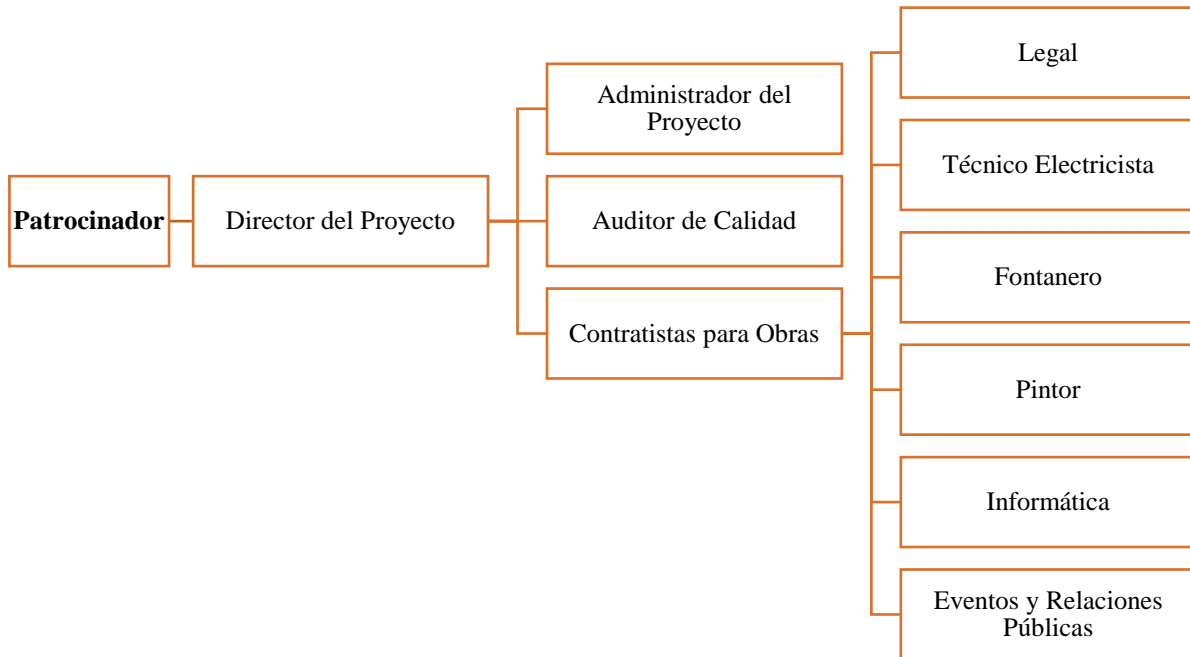 Patrocinador
Director del Proyecto
Administrador del
Proyecto
Auditor de Calidad
Contratistas para Obras
Legal
Técnico Electricista
Fontanero
Pintor
Informática
Eventos y Relaciones
Públicas